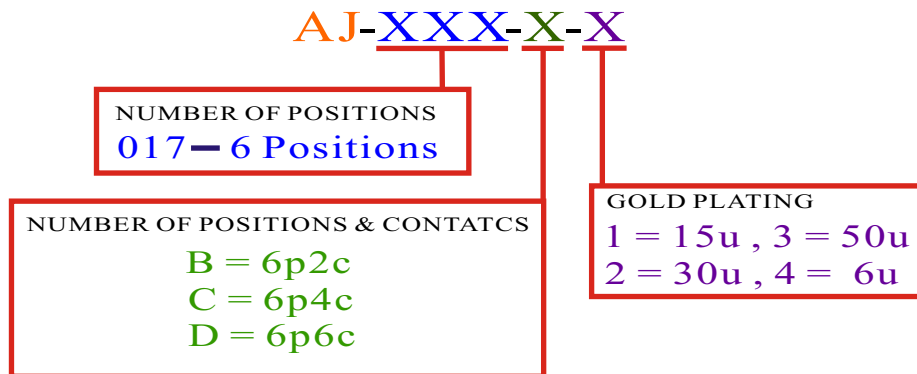 AJ-XXX-X-X
NUMBER OF POSITIONS
017— 6 Positions
NUMBER OF POSITIONS & CONTATCS
B = 6p2c
C = 6p4c
D = 6p6c
GOLD PLATING
1 = 15u , 3 = 50u
2 = 30u , 4 = 6u